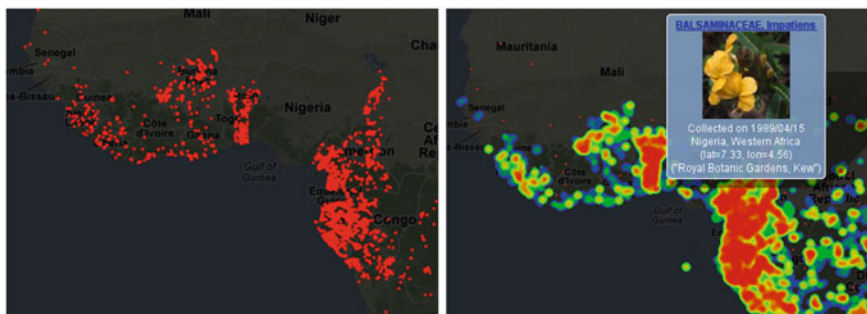 Mali
Niger
Senegal
Burkina
Côte
d'Ivoire
Ghana
Togo
Nigeria
Gulf of
Guinea
Congo
BALSAMINACEAE, Impatiens
Mauritania
Mali
Senegal
Collected on 1989/04/15
Nigeria, Western Africa
(lat=7.33, lon=4.56)
("Royal Botanic Gardens, Kew")
Côte
d'Ivoire
Gulf of
Guinea